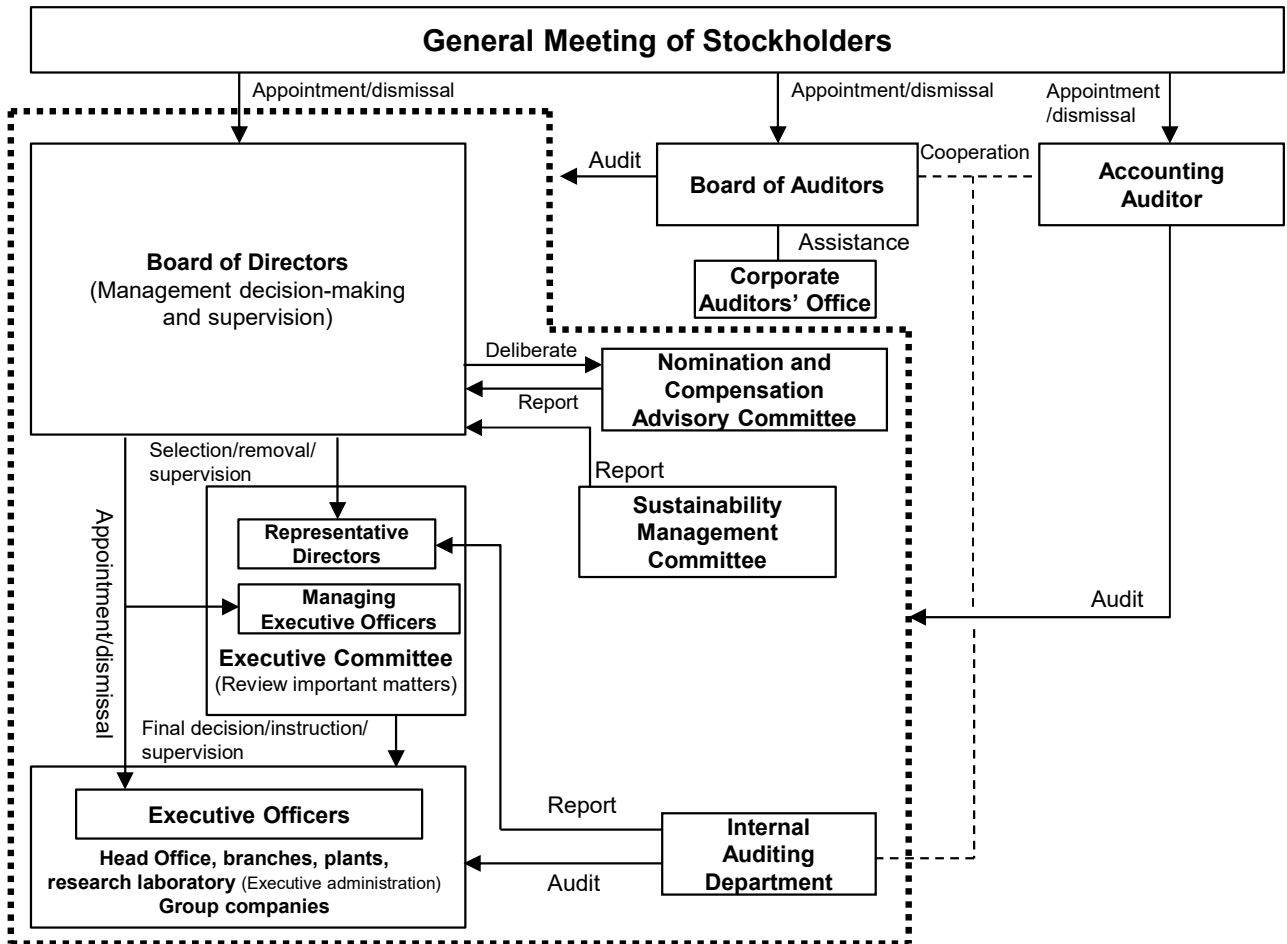 General Meeting of Stockholders
Appointment/dismissal
Appointment/dismissal
Appointment
/dismissal
Audit
Board of Auditors
Cooperation
Accounting
Auditor
Assistance
Corporate
Auditors’ Office
Board of Directors
(Management decision-making
and supervision)
Deliberate
Report
Nomination and
Compensation
Advisory Committee
Report
Sustainability
Management
Committee
Selection/removal/
supervision
Appointment/dismissal
Representative
Directors
Managing
Executive Officers
Executive Committee
(Review important matters)
Audit
Final decision/instruction/
supervision
Executive Officers
Head Office, branches, plants,
research laboratory (Executive administration)
Group companies
Report
Audit
Internal
Auditing
Department